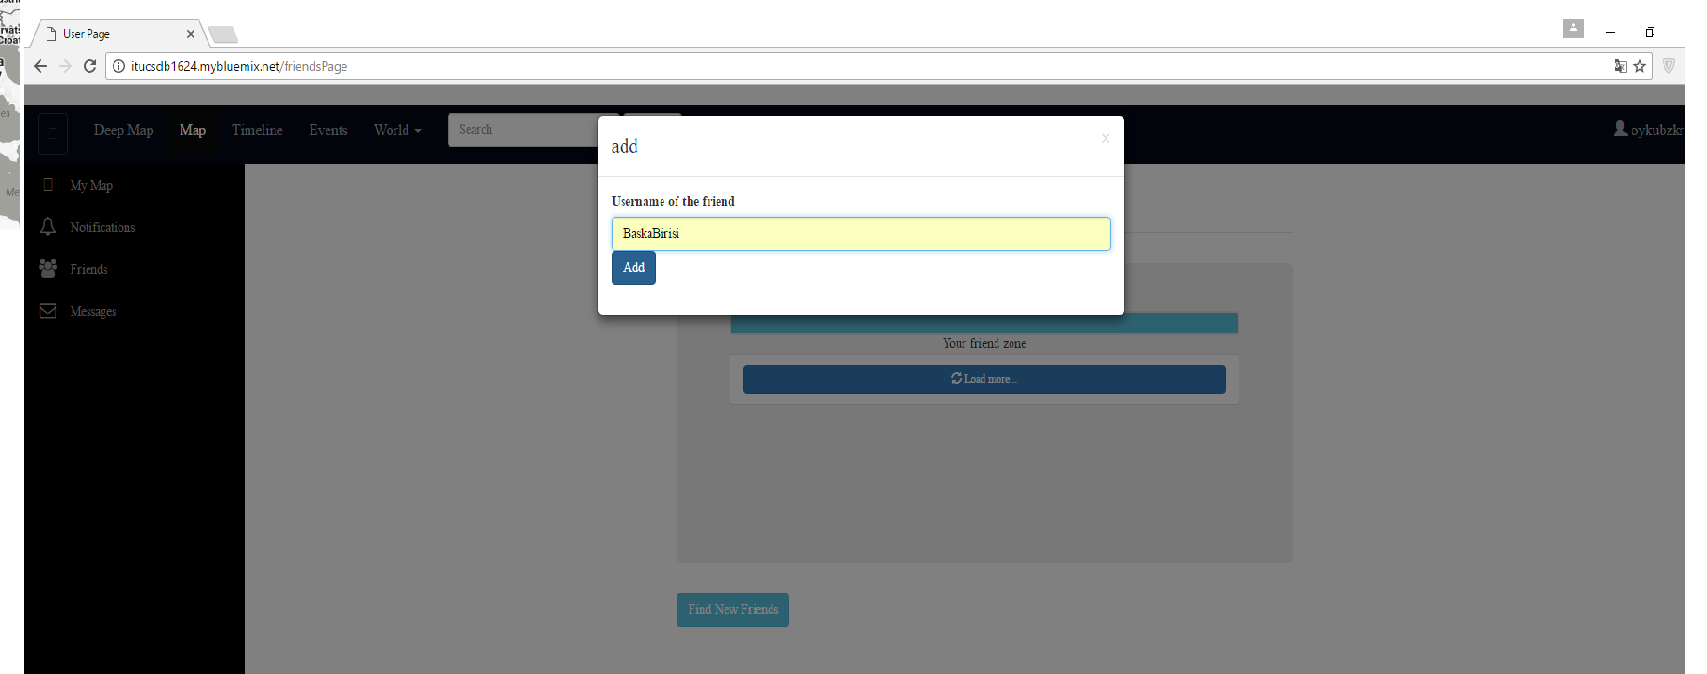 User Page
itucsdb1624.mybluemix.net/friendsPage
Deep Map Map Timeline Events World Search oykubzkr
add x
My Map
Notifications
Friends
Messages
Username of the friend
BaskaBirisi
Add
Your friend zone
Load more...
Find New Friends